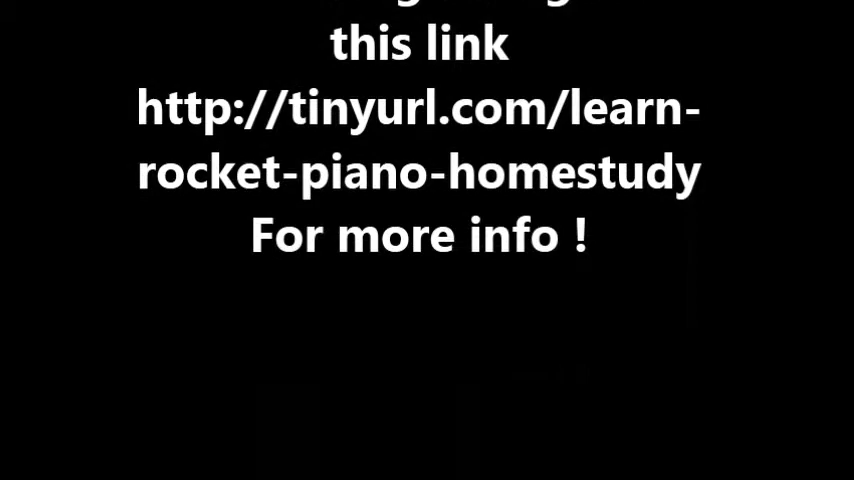 this link
http://tinyurl.com/learn-
rocket-piano-homestudy
For more info !